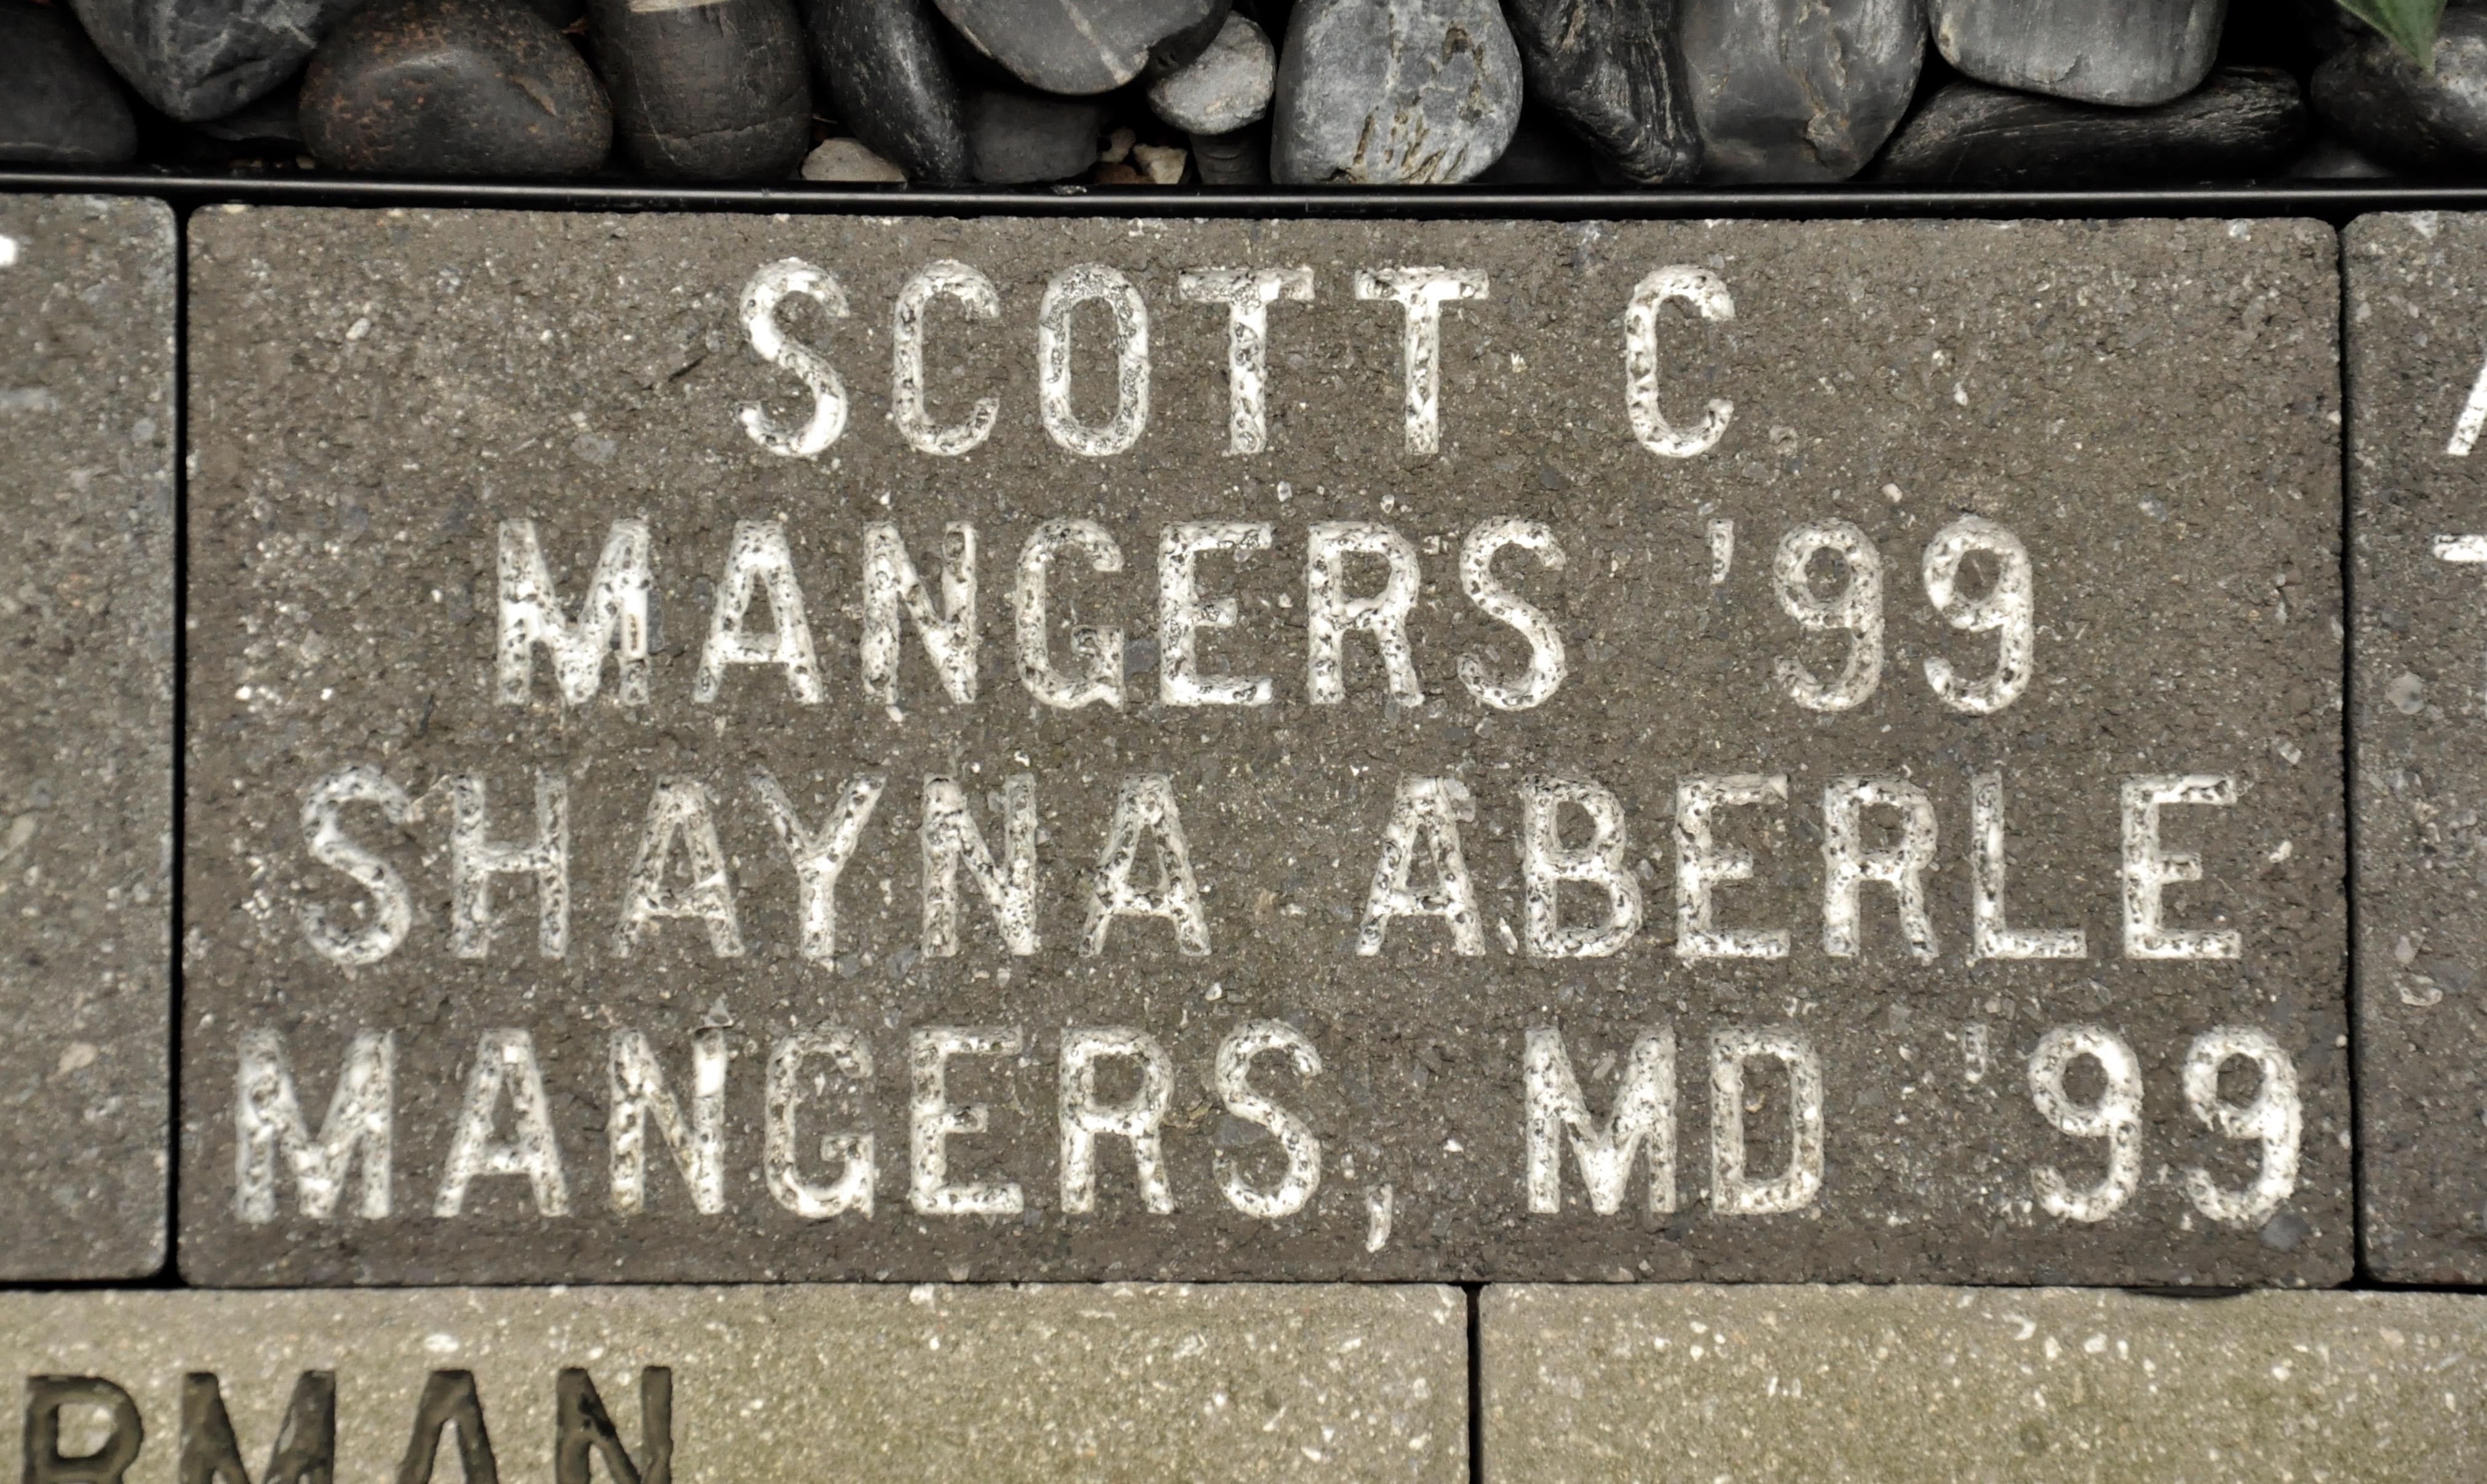 SCOTT C.
MANGERS '99
SHAYNA ABERLE
MANGERS, MD '99
RMAN